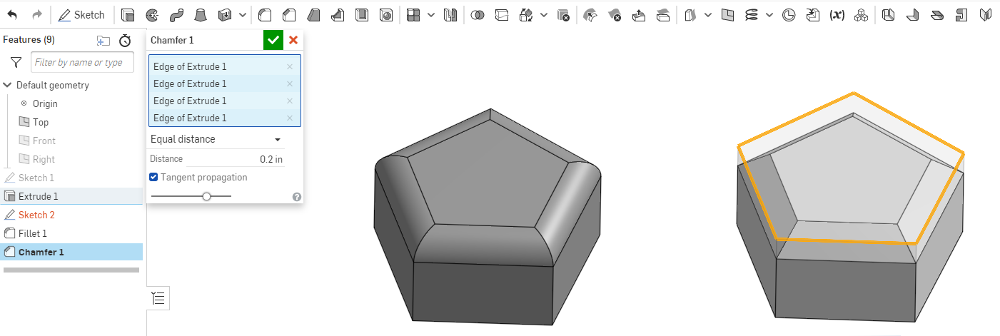 Sketch
(x)
Features (9)
Filter by name or type
Default geometry
Origin
Top
Front
Right
Sketch 1
Extrude 1
Sketch 2
Fillet 1
Chamfer 1
Chamfer 1
Edge of Extrude 1
Edge of Extrude 1
Edge of Extrude 1
Edge of Extrude 1
Equal distance
Distance 0.2 in
Tangent propagation